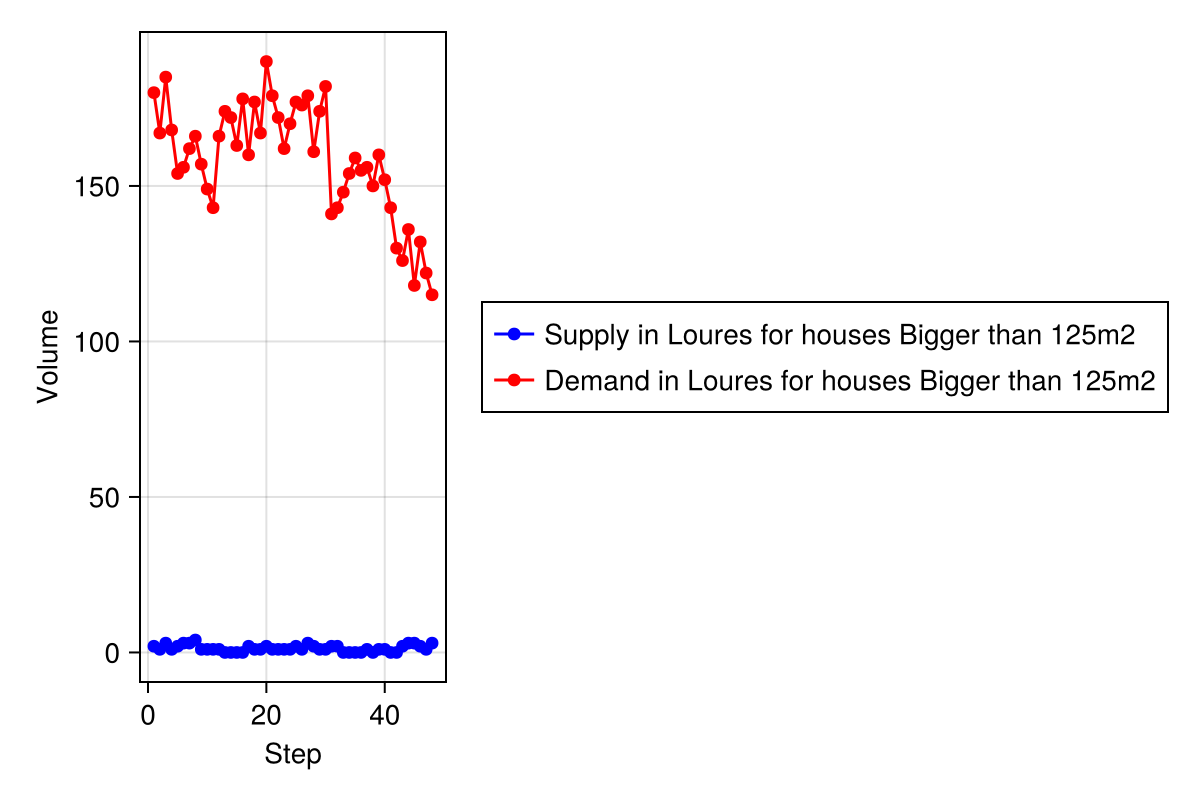 Volume
150
100
50
0
0 20 40
Step
Supply in Loures for houses Bigger than 125m2
Demand in Loures for houses Bigger than 125m2